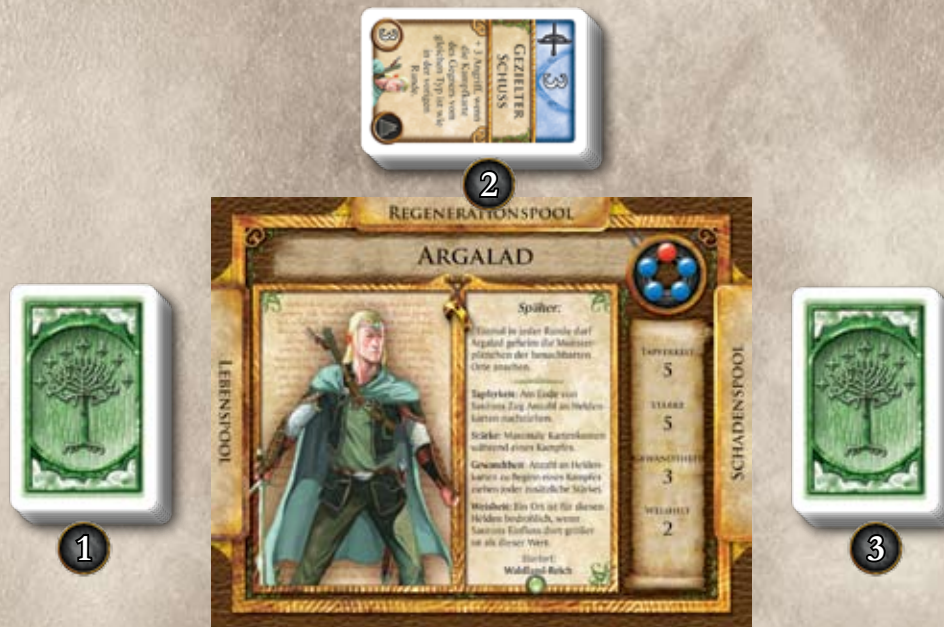 3
GEZIELTER
SCHUSS
+ 3 Angriff, wenn
die Kampfkarte
des Gegners vom
gleichen Typ ist wie
in der vorigen
Runde.
3
2
REGENERATIONSPOOL
ARGALAD
LEBENSPOOL
Späher:
Einmal in jeder Runde darf
Argalad geheim die Monster-
plättchen der benachbarten
Orte ansehen.
Tapferkeit: Am Ende von
Saurons Zug Anzahl an Helden-
karten nachziehen.
Stärke: Maximale Kartenkosten
während eines Kampfes.
Gewandtheit: Anzahl an Helden-
karten zu Beginn eines Kampfes
ziehen (oder zusätzliche Stärke).
Weisheit: Ein Ort ist für diesen
Helden bedrohlich, wenn
Saurons Einfluss dort größer
ist als dieser Wert.
Startort:
Waldland-Reich
TAPFERKEIT
5
STÄRKE
5
GEWANDTHEIT
3
WEISHEIT
2
SCHADENSPOOL
1
3